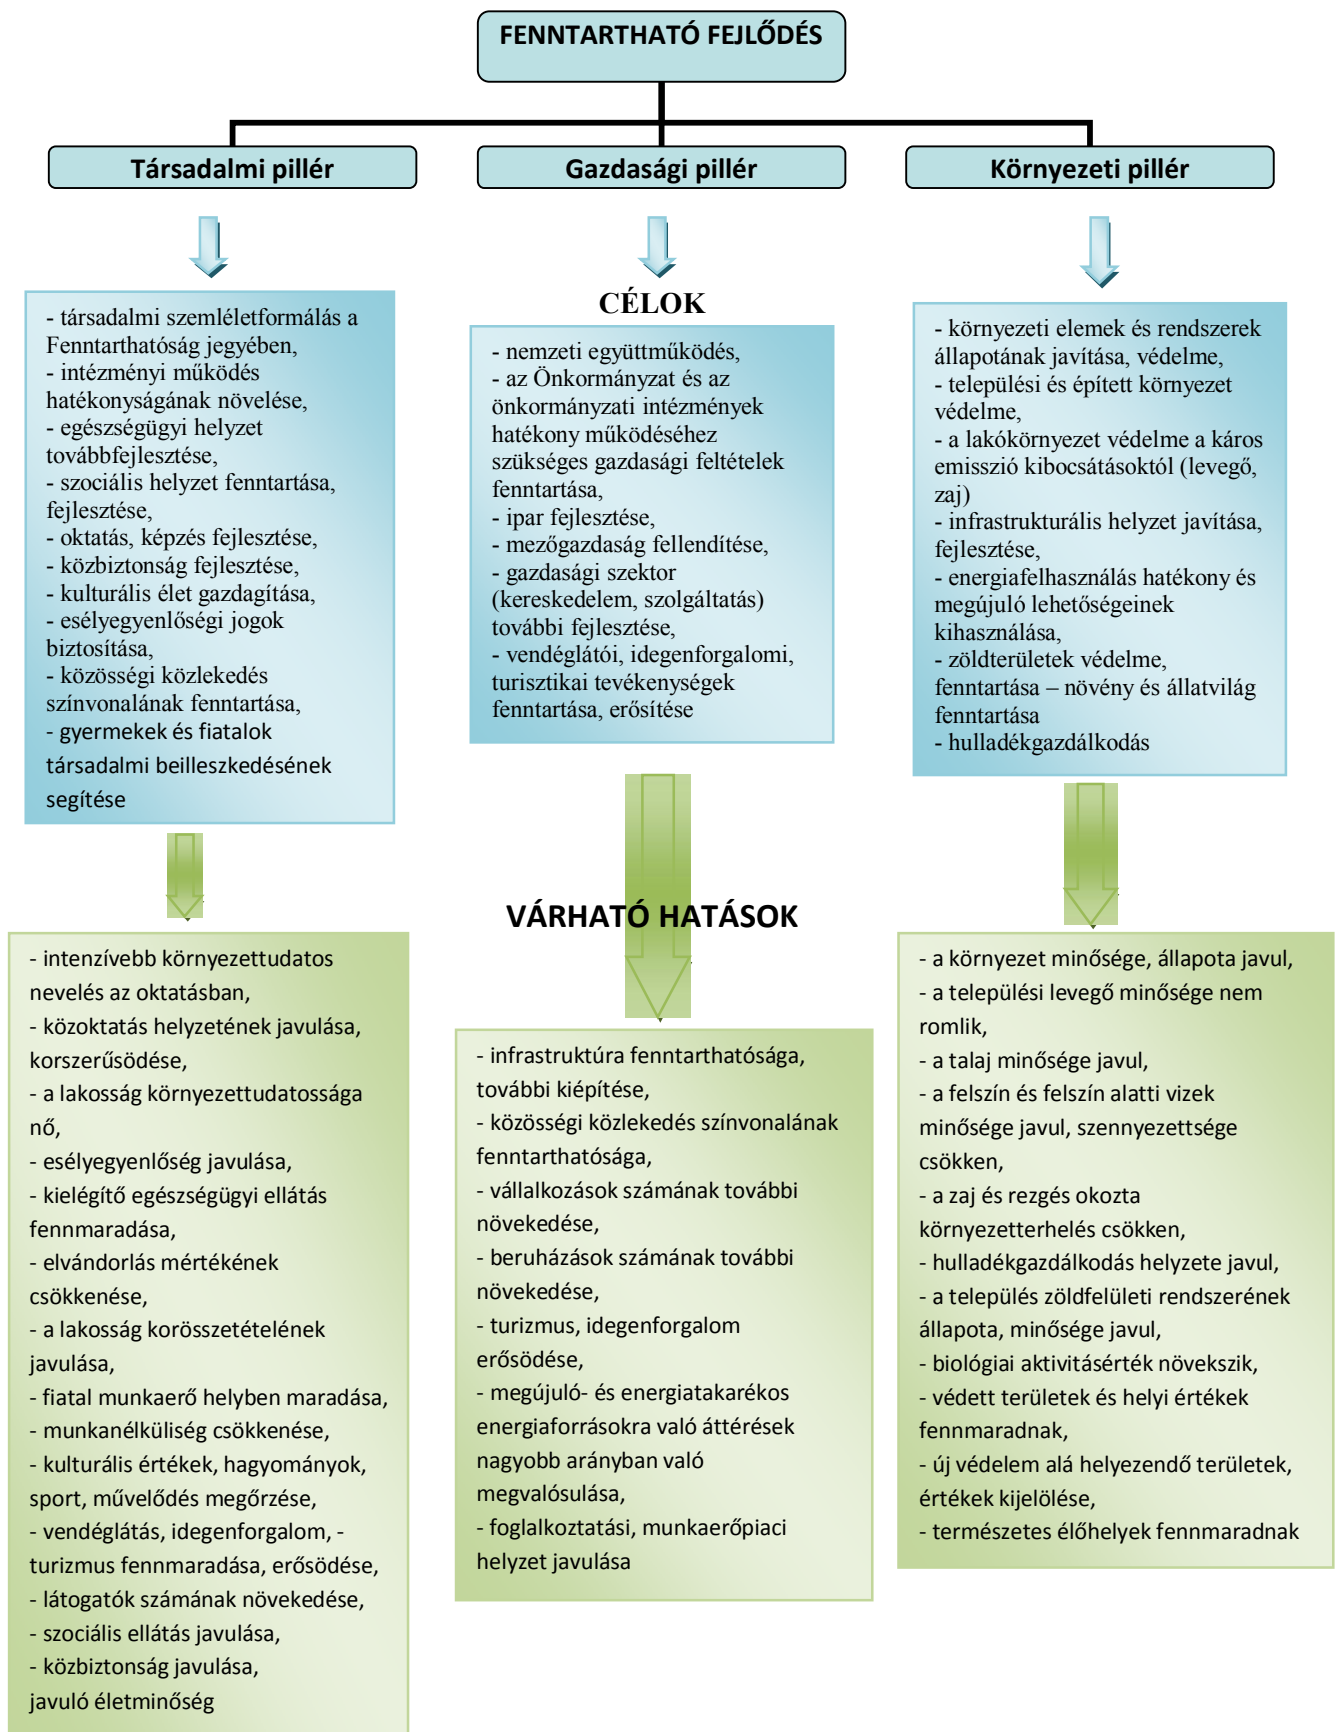 FENNTARTHATÓ FEJLŐDÉS
Társadalmi pillér
Gazdasági pillér
Környezeti pillér
- társadalmi szemléletformálás a
Fenntarthatóság jegyében,
- intézményi működés
hatékonyságának növelése,
- egészségügyi helyzet
továbbfejlesztése,
- szociális helyzet fenntartása,
fejlesztése,
- oktatás, képzés fejlesztése,
- közbiztonság fejlesztése,
- kulturális élet gazdagítása,
- esélyegyenlőségi jogok
biztosítása,
- közösségi közlekedés
színvonalának fenntartása,
- gyermekek és fiatalok
társadalmi beilleszkedésének
segítése
CÉLOK
- nemzeti együttműködés,
- az Önkormányzat és az
önkormányzati intézmények
hatékony működéséhez
szükséges gazdasági feltételek
fenntartása,
- ipar fejlesztése,
- mezőgazdaság fellendítése,
- gazdasági szektor
(kereskedelem, szolgáltatás)
további fejlesztése,
- vendéglátói, idegenforgalomi,
turisztikai tevékenységek
fenntartása, erősítése
- környezeti elemek és rendszerek
állapotának javítása, védelme,
- települési és épített környezet
védelme,
- a lakókörnyezet védelme a káros
emisszió kibocsátásoktól (levegő,
zaj)
- infrastrukturális helyzet javítása,
fejlesztése,
- energiafelhasználás hatékony és
megújuló lehetőségeinek
kihasználása,
- zöldterületek védelme,
fenntartása – növény és állatvilág
fenntartása
- hulladékgazdálkodás
VÁRHATÓ HATÁSOK
- intenzívebb környezettudatos
nevelés az oktatásban,
- közoktatás helyzetének javulása,
korszerűsödése,
- a lakosság környezettudatossága
nő,
- esélyegyenlőség javulása,
- kielégítő egészségügyi ellátás
fennmaradása,
- elvándorlás mértékének
csökkenése,
- a lakosság korösszetételének
javulása,
- fiatal munkaerő helyben maradása,
- munkanélküliség csökkenése,
- kulturális értékek, hagyományok,
sport, művelődés megőrzése,
- vendéglátás, idegenforgalom, -
turizmus fennmaradása, erősödése,
- látogatók számának növekedése,
- szociális ellátás javulása,
- közbiztonság javulása,
javuló életminőség
- infrastruktúra fenntarthatósága,
további kiépítése,
- közösségi közlekedés színvonalának
fenntarthatósága,
- vállalkozások számának további
növekedése,
- beruházások számának további
növekedése,
- turizmus, idegenforgalom
erősödése,
- megújuló- és energiatakarékos
energiaforrásokra való áttérések
nagyobb arányban való
megvalósulása,
- foglalkoztatási, munkaerőpiaci
helyzet javulása
- a környezet minősége, állapota javul,
- a települési levegő minősége nem
romlik,
- a talaj minősége javul,
- a felszín és felszín alatti vizek
minősége javul, szennyezettsége
csökken,
- a zaj és rezgés okozta
környezetterhelés csökken,
- hulladékgazdálkodás helyzete javul,
- a település zöldfelületi rendszerének
állapota, minősége javul,
- biológiai aktivitásérték növekszik,
- védett területek és helyi értékek
fennmaradnak,
- új védelem alá helyezendő területek,
értékek kijelölése,
- természetes élőhelyek fennmaradnak